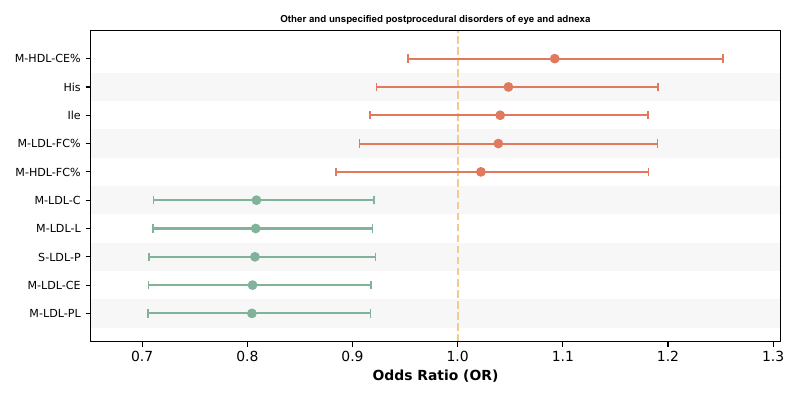 Other and unspecified postprocedural disorders of eye and adnexa
M-HDL-CE%
His
Ile
M-LDL-FC%
M-HDL-FC%
M-LDL-C
M-LDL-L
S-LDL-P
M-LDL-CE
M-LDL-PL
0.7 0.8 0.9 1.0 1.1 1.2 1.3
Odds Ratio (OR)